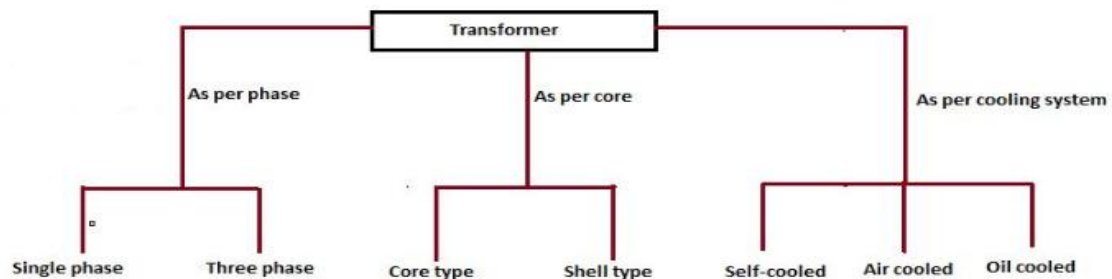 Transformer
As per phase
As per core
As per cooling system
Single phase
Three phase
Core type
Shell type
Self-cooled
Air cooled
Oil cooled